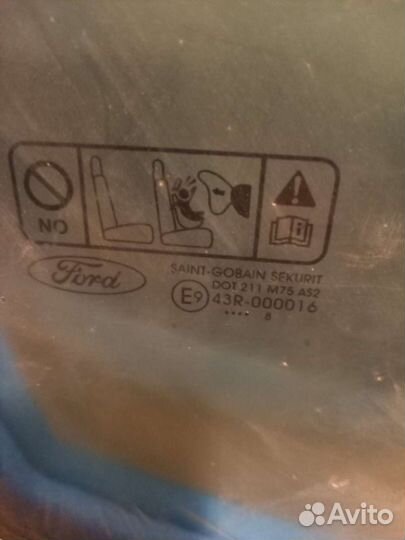 NO
Ford
SAINT-GOBAIN SEKURIT
DOT 211 M75 AS2
E9 43R-000016
.... 8
Avito